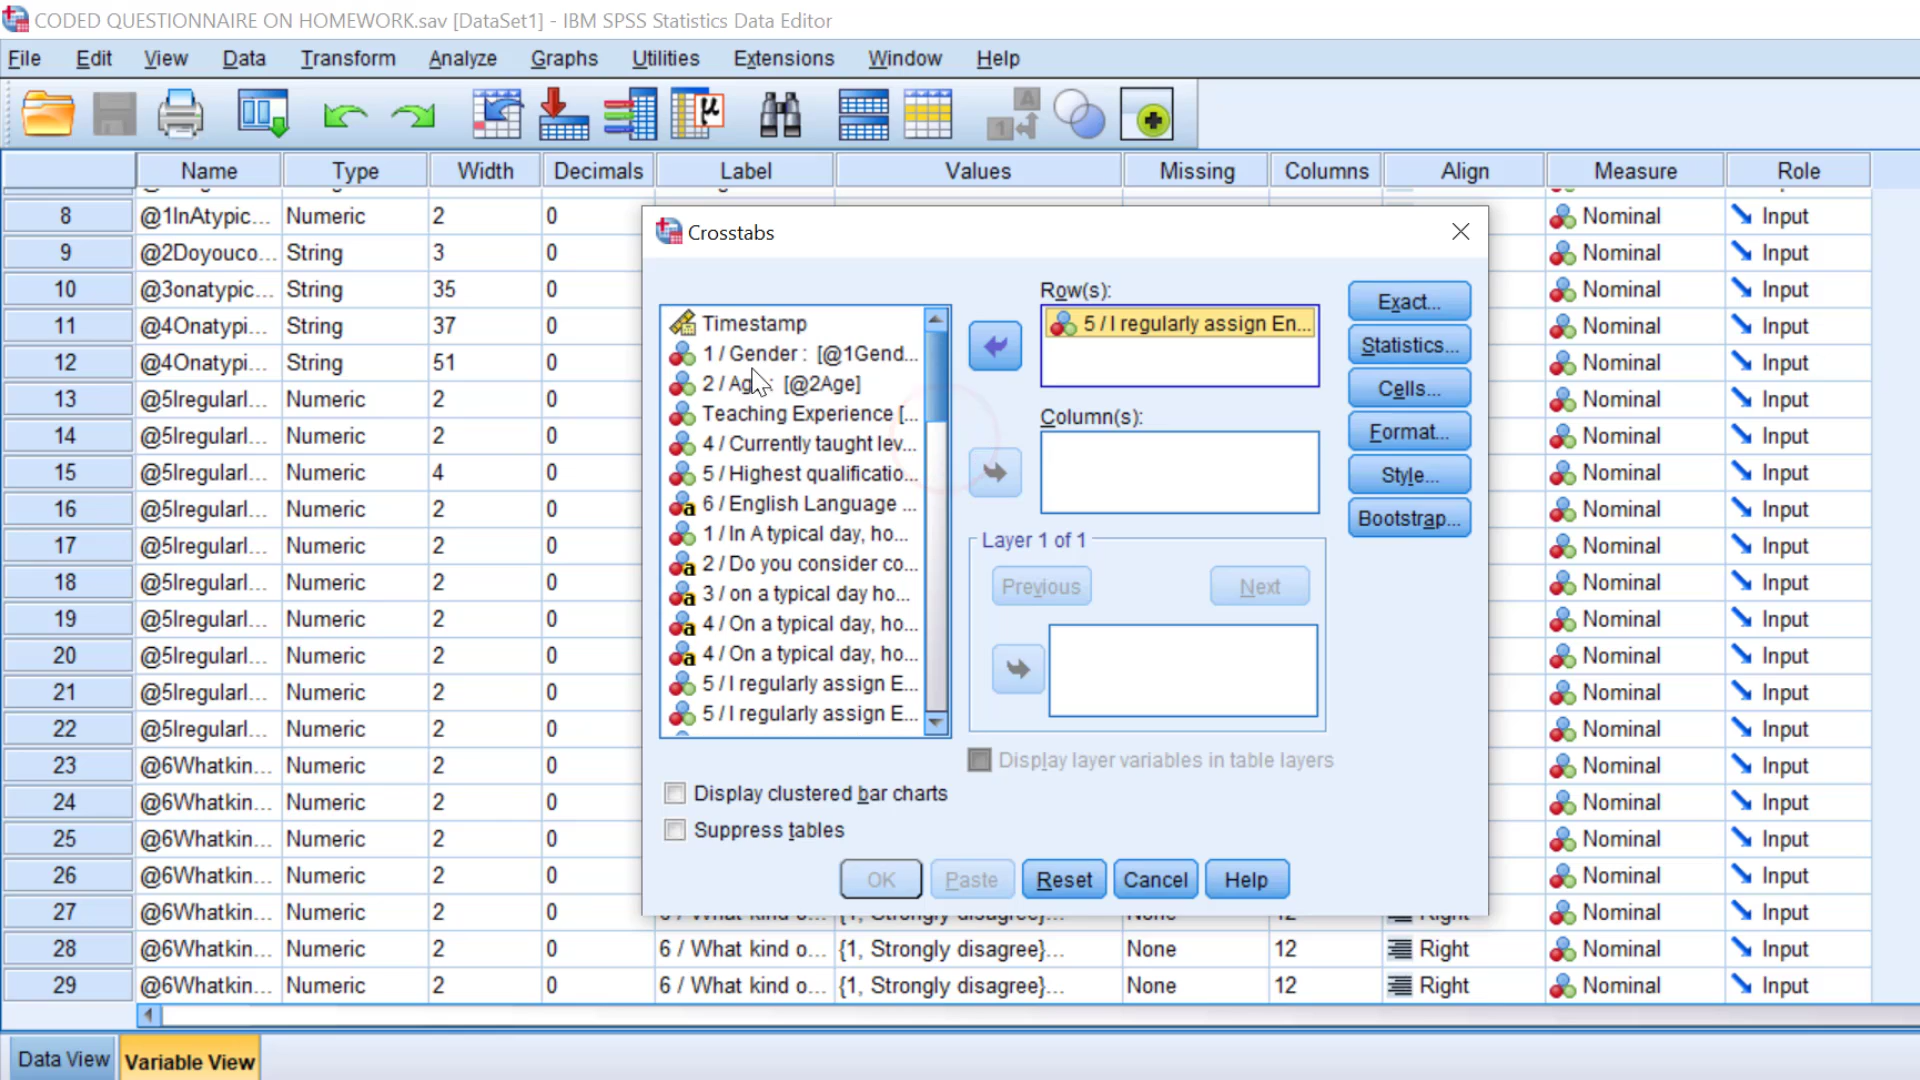 CODED QUESTIONNAIRE ON HOMEWORK.sav [DataSet1] - IBM SPSS Statistics Data Editor
File Edit View Data Transform Analyze Graphs Utilities Extensions Window Help
Name Type Width Decimals Label Values Missing Columns Align Measure Role
8 @1InAtypic... Numeric 2 0 Nominal Input
9 @2Doyouco... String 3 0 Nominal Input
10 @3onatypic... String 35 0 Nominal Input
11 @4Onatypi... String 37 0 Nominal Input
12 @4Onatypi... String 51 0 Nominal Input
13 @5Iregularl... Numeric 2 0 Nominal Input
14 @5Iregularl... Numeric 2 0 Nominal Input
15 @5Iregularl... Numeric 4 0 Nominal Input
16 @5Iregularl... Numeric 2 0 Nominal Input
17 @5Iregularl... Numeric 2 0 Nominal Input
18 @5Iregularl... Numeric 2 0 Nominal Input
19 @5Iregularl... Numeric 2 0 Nominal Input
20 @5Iregularl... Numeric 2 0 Nominal Input
21 @5Iregularl... Numeric 2 0 Nominal Input
22 @5Iregularl... Numeric 2 0 Nominal Input
23 @6Whatkin... Numeric 2 0 Nominal Input
24 @6Whatkin... Numeric 2 0 Nominal Input
25 @6Whatkin... Numeric 2 0 Nominal Input
26 @6Whatkin... Numeric 2 0 Nominal Input
27 @6Whatkin... Numeric 2 0 Nominal Input
28 @6Whatkin... Numeric 2 0 6 / What kind o... {1, Strongly disagree}... None 12 Right Nominal Input
29 @6Whatkin... Numeric 2 0 6 / What kind o... {1, Strongly disagree}... None 12 Right Nominal Input
Crosstabs
Timestamp
1 / Gender : [@1Gend...
2 / Age : [@2Age]
Teaching Experience [...
4 / Currently taught lev...
5 / Highest qualificatio...
6 / English Language ...
1 / In A typical day, ho...
2 / Do you consider co...
3 / on a typical day ho...
4 / On a typical day, ho...
4 / On a typical day, ho...
5 / I regularly assign E...
5 / I regularly assign E...
Row(s):
5 / I regularly assign En...
Column(s):
Layer 1 of 1
Previous Next
Display layer variables in table layers
Exact...
Statistics...
Cells...
Format...
Style...
Bootstrap...
Display clustered bar charts
Suppress tables
OK Paste Reset Cancel Help
Data View Variable View